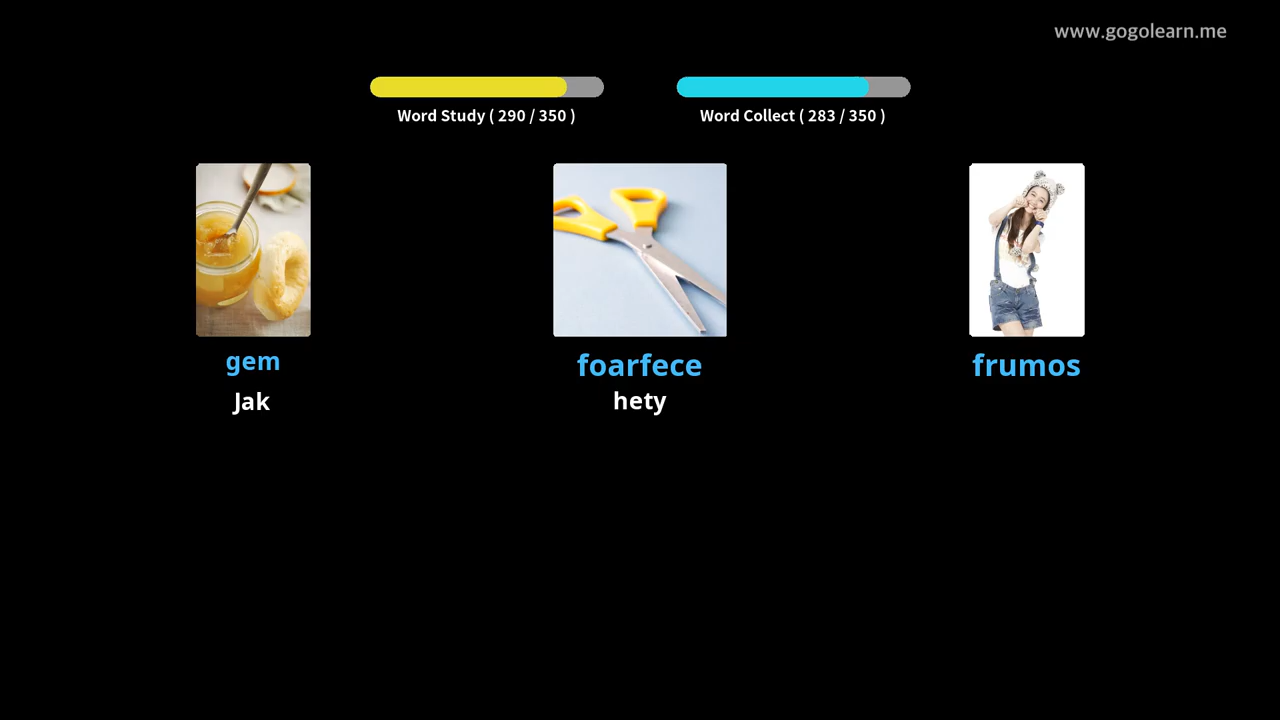 www.gogolearn.me
Word Study ( 290 / 350 )
Word Collect ( 283 / 350 )
gem
foarfece
frumos
Jak
hety